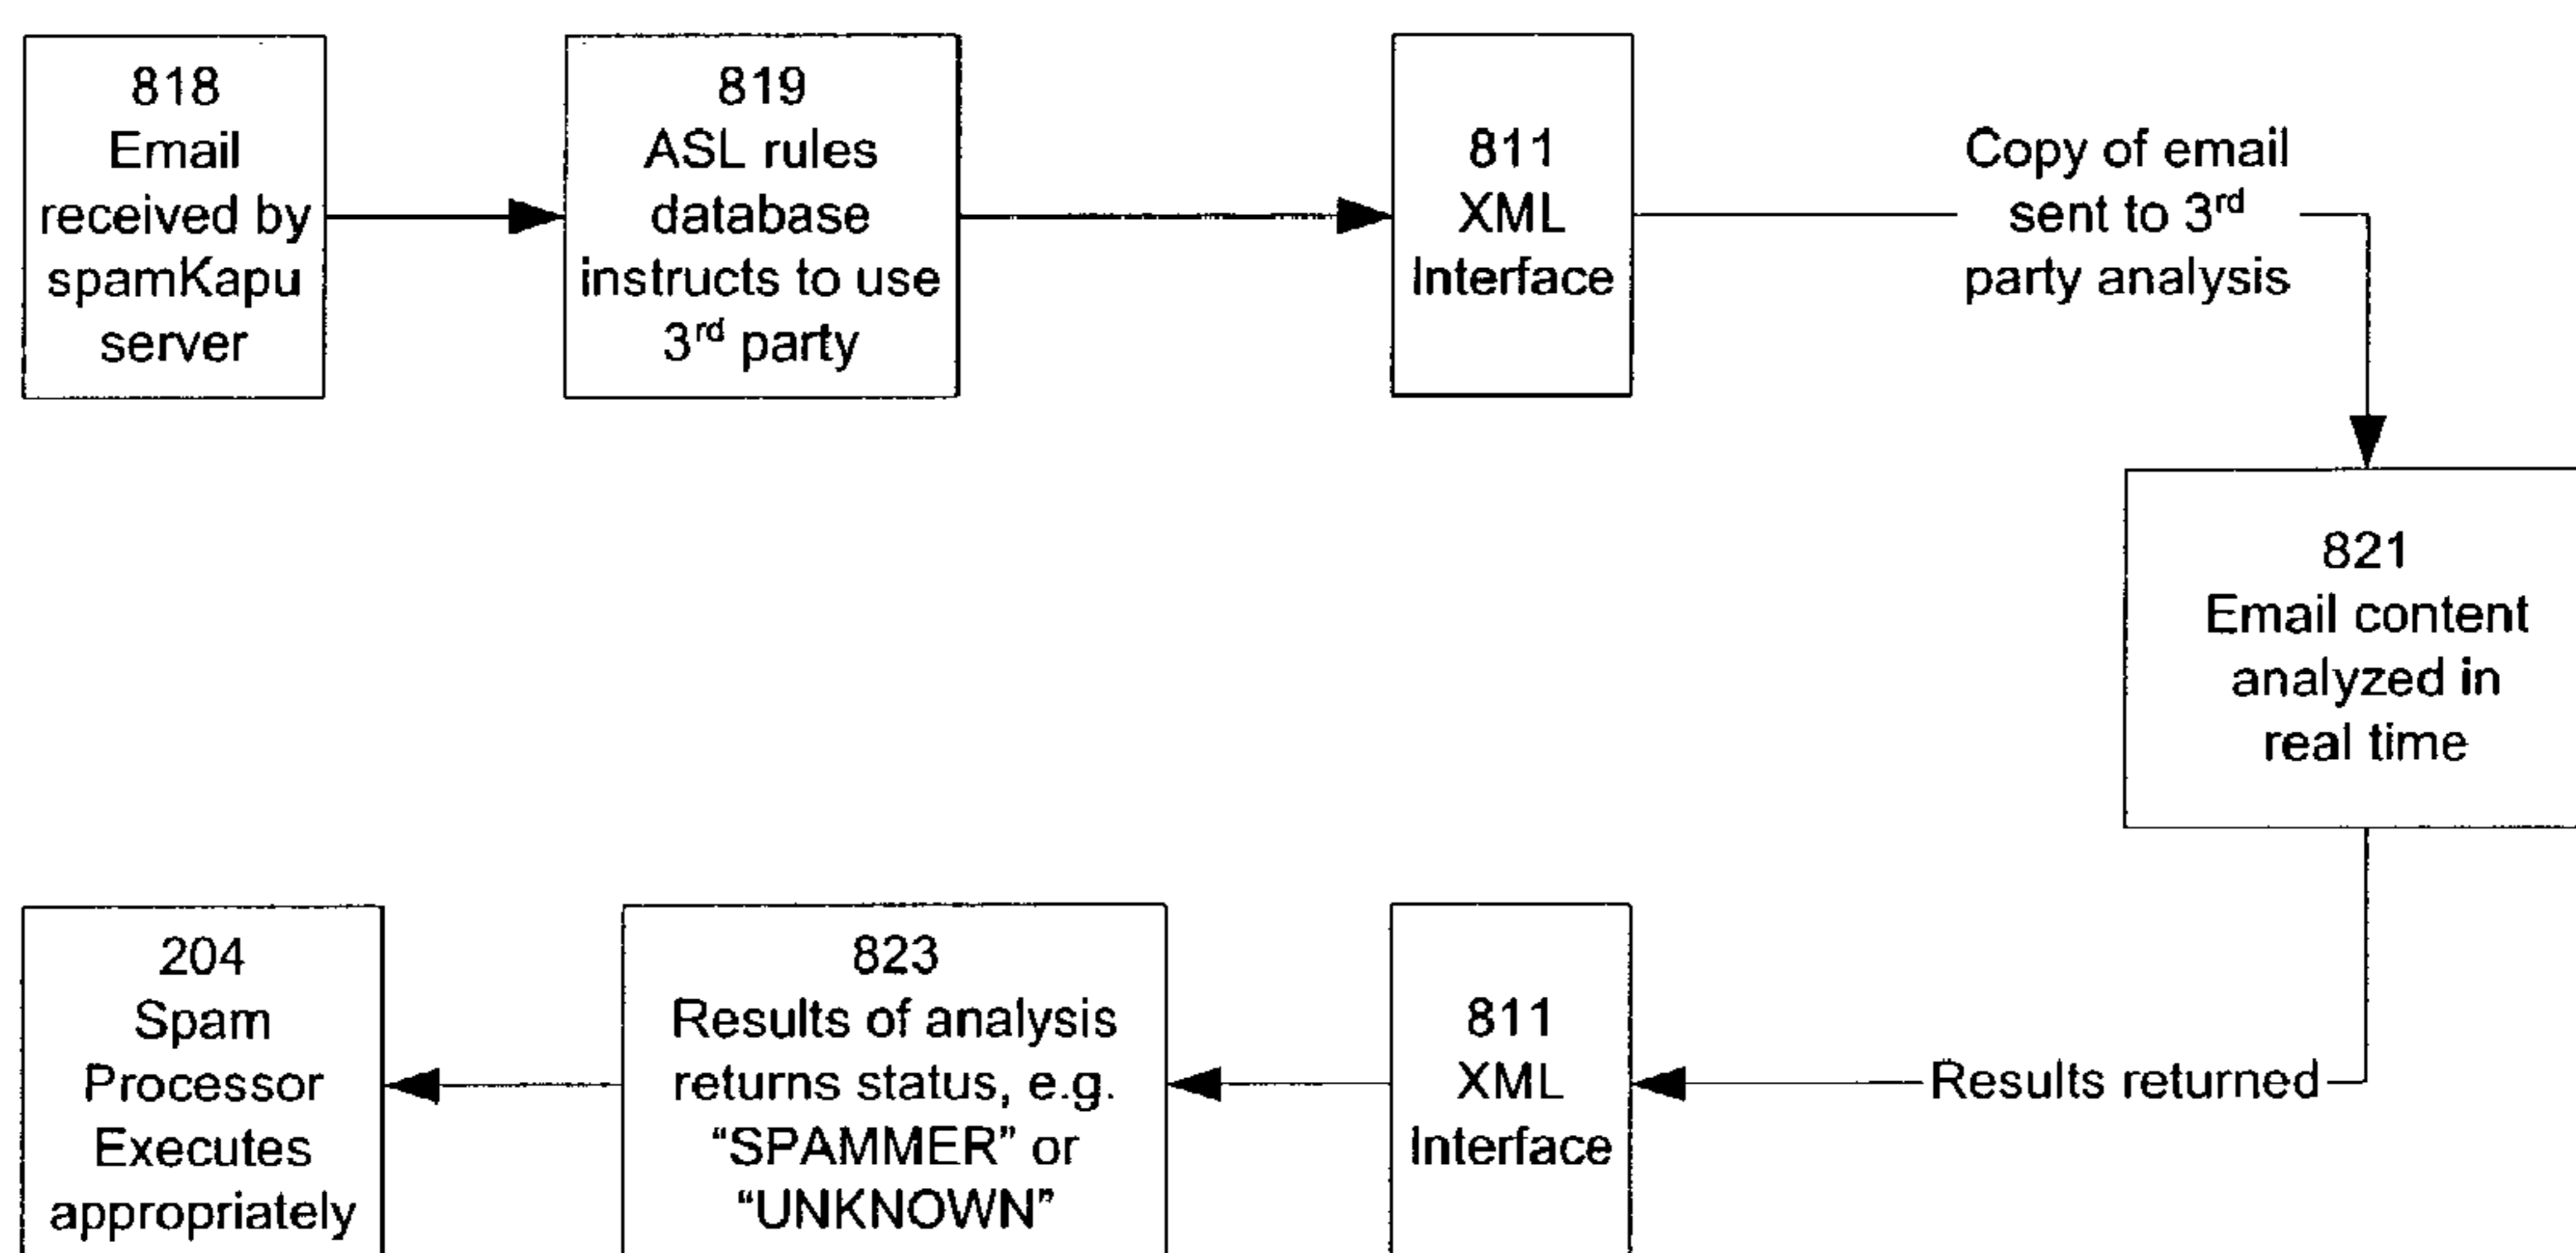 818
Email
received by
spamKapu
server
819
ASL rules
database
instructs to use
3rd party
811
XML
Interface
Copy of email
sent to 3rd
party analysis
821
Email content
analyzed in
real time
Results returned
811
XML
Interface
823
Results of analysis
returns status, e.g.
“SPAMMER” or
“UNKNOWN”
204
Spam
Processor
Executes
appropriately